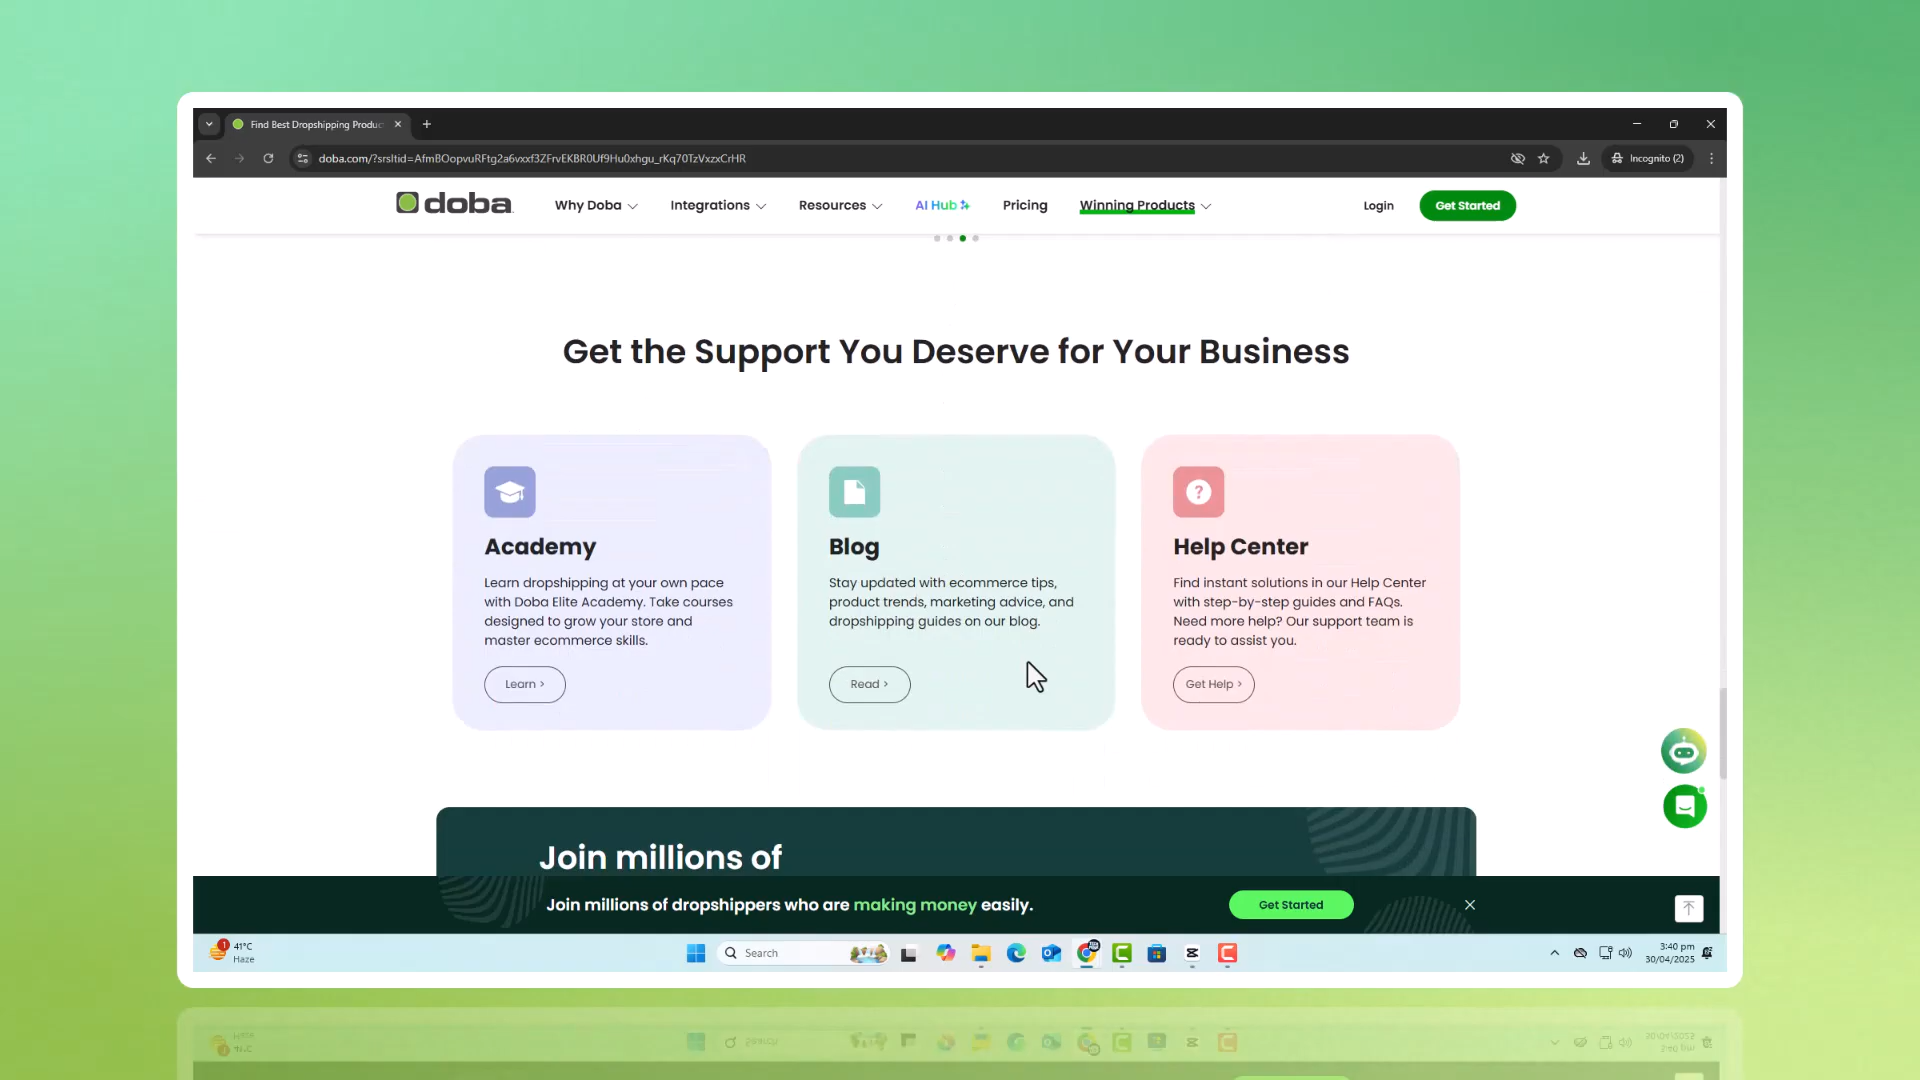 Find Best Dropshipping Produc
doba.com/?srsltid=AfmBOopvuRFtg2a6vxxf3ZFrvEKBR0Uf9Hu0xhgu_rKq70TzVxzxCrHR
Incognito (2)
doba
Why Doba
Integrations
Resources
AI Hub
Pricing
Winning Products
Login
Get Started
Get the Support You Deserve for Your Business
Academy
Learn dropshipping at your own pace
with Doba Elite Academy. Take courses
designed to grow your store and
master ecommerce skills.
Learn >
Blog
Stay updated with ecommerce tips,
product trends, marketing advice, and
dropshipping guides on our blog.
Read >
Help Center
Find instant solutions in our Help Center
with step-by-step guides and FAQs.
Need more help? Our support team is
ready to assist you.
Get Help >
Join millions of
Join millions of dropshippers who are making money easily.
Get Started
1
41°C
Haze
Search
3:40 pm
30/04/2025